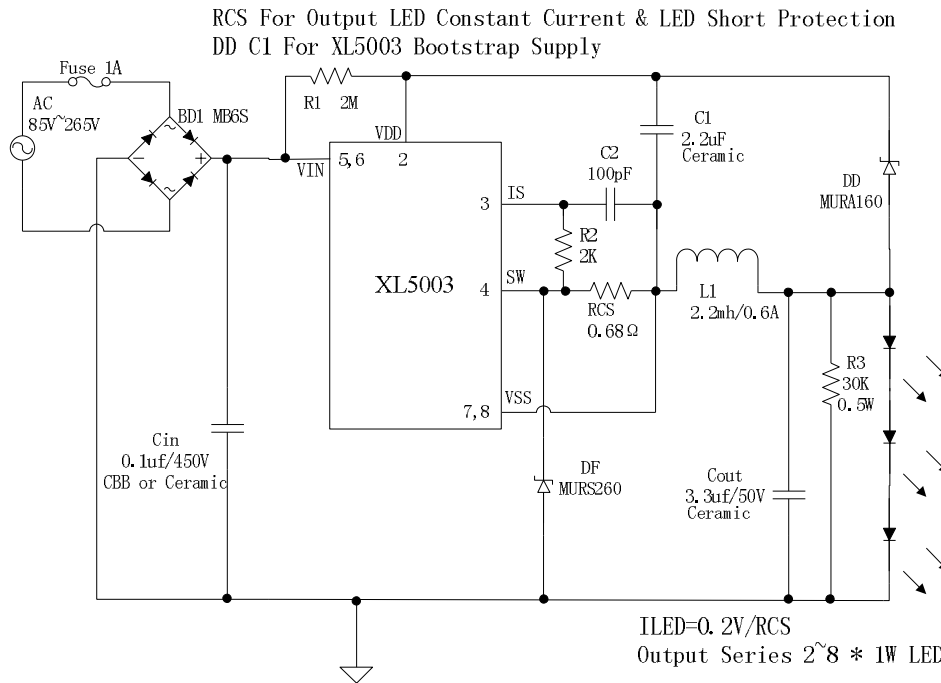 RCS For Output LED Constant Current & LED Short Protection
DD C1 For XL5003 Bootstrap Supply
Fuse 1A
AC
85V~265V
BD1 MB6S
~
- +
~
R1 2M
VDD
2
VIN
5,6
C1
2.2uF
Ceramic
C2
100pF
DD
MURA160
IS
3
R2
2K
XL5003
SW
4
RCS
0.68Ω
L1
2.2mh/0.6A
VSS
7,8
R3
30K
0.5W
Cin
0.1uf/450V
CBB or Ceramic
DF
MURS260
Cout
3.3uf/50V
Ceramic
ILED=0.2V/RCS
Output Series 2~8 * 1W LED